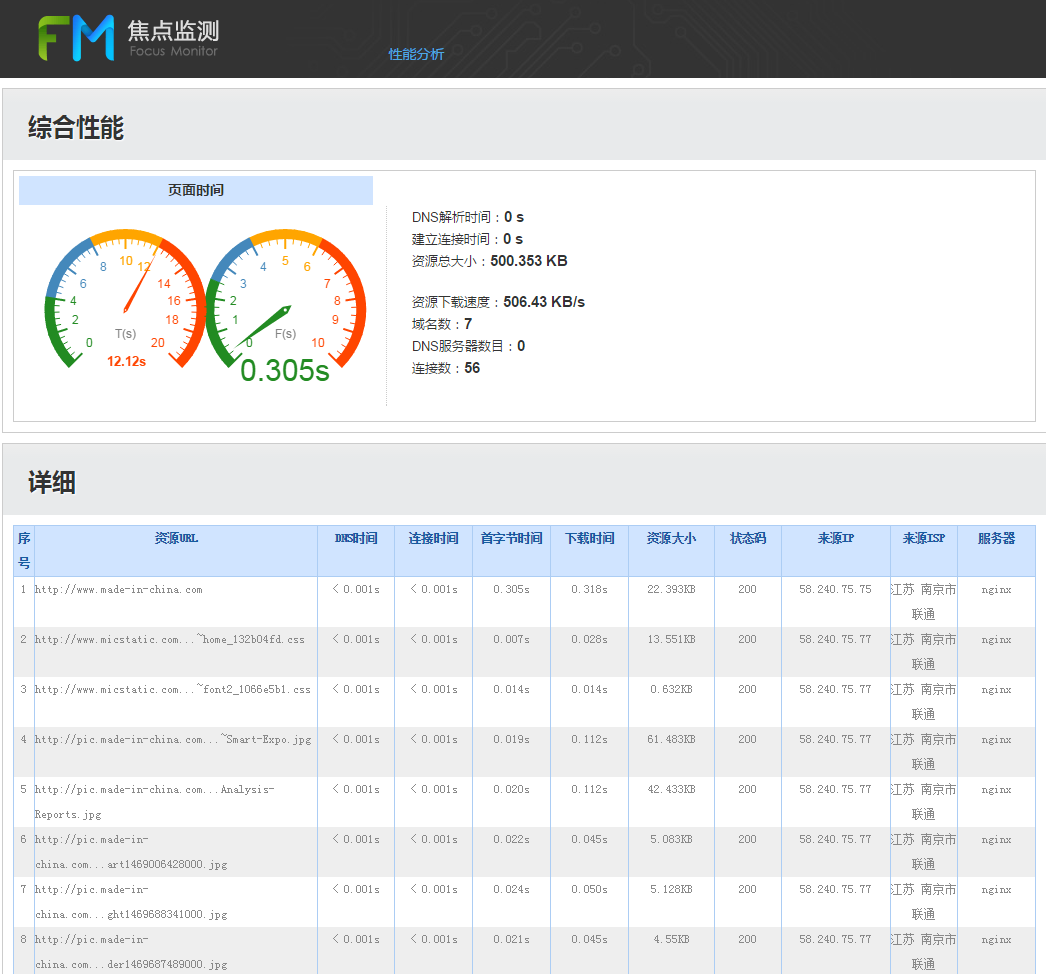 FM 焦点监测
Focus Monitor
性能分析
综合性能
页面时间
0 2 4 6 8 10 12 14 16 18 20
T(s)
12.12s
0 1 2 3 4 5 6 7 8 9 10
F(s)
0.305s
DNS解析时间：0 s
建立连接时间：0 s
资源总大小：500.353 KB
资源下载速度：506.43 KB/s
域名数：7
DNS服务器数目：0
连接数：56
详细
序号 资源URL DNS时间 连接时间 首字节时间 下载时间 资源大小 状态码 来源IP 来源ISP 服务器
1 http://www.made-in-china.com < 0.001s < 0.001s 0.305s 0.318s 22.393KB 200 58.240.75.75 江苏 南京市 nginx
联通
2 http://www.micstatic.com...~home_132b04fd.css < 0.001s < 0.001s 0.007s 0.028s 13.551KB 200 58.240.75.77 江苏 南京市 nginx
联通
3 http://www.micstatic.com...~font2_1066e5b1.css < 0.001s < 0.001s 0.014s 0.014s 0.632KB 200 58.240.75.77 江苏 南京市 nginx
联通
4 http://pic.made-in-china.com...~Smart-Expo.jpg < 0.001s < 0.001s 0.019s 0.112s 61.483KB 200 58.240.75.77 江苏 南京市 nginx
联通
5 http://pic.made-in-china.com...Analysis- < 0.001s < 0.001s 0.020s 0.112s 42.433KB 200 58.240.75.77 江苏 南京市 nginx
Reports.jpg 联通
6 http://pic.made-in- < 0.001s < 0.001s 0.022s 0.045s 5.083KB 200 58.240.75.77 江苏 南京市 nginx
china.com...art1469006428000.jpg 联通
7 http://pic.made-in- < 0.001s < 0.001s 0.024s 0.050s 5.128KB 200 58.240.75.77 江苏 南京市 nginx
china.com...ght1469688341000.jpg 联通
8 http://pic.made-in- < 0.001s < 0.001s 0.021s 0.045s 4.55KB 200 58.240.75.77 江苏 南京市 nginx
china.com...der1469687489000.jpg 联通